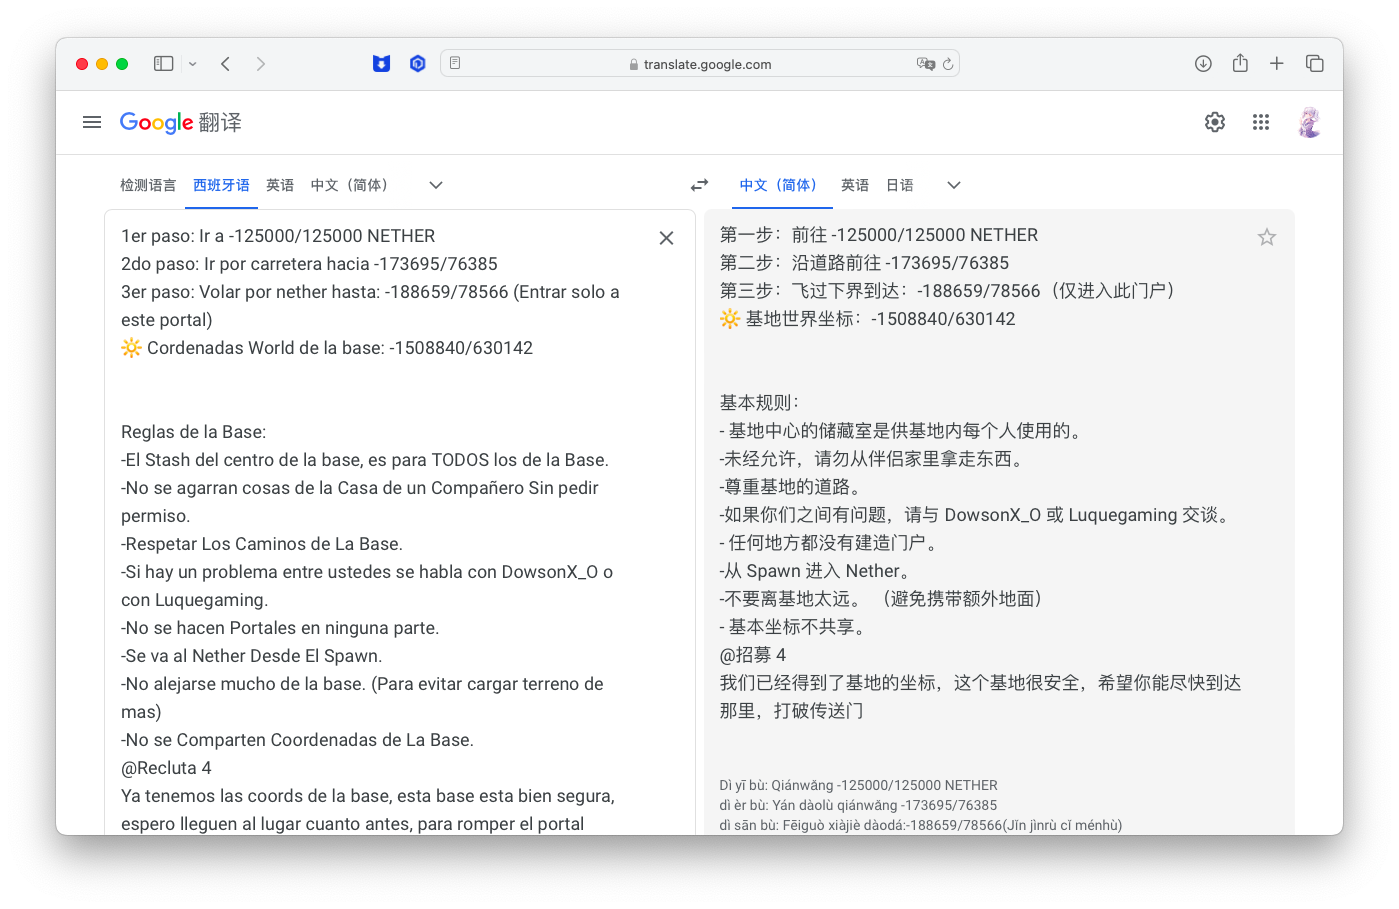 translate.google.com
Google 翻译
检测语言 西班牙语 英语 中文（简体）
中文（简体） 英语 日语
1er paso: Ir a -125000/125000 NETHER
2do paso: Ir por carretera hacia -173695/76385
3er paso: Volar por nether hasta: -188659/78566 (Entrar solo a
este portal)
🔆 Cordenadas World de la base: -1508840/630142
Reglas de la Base:
-El Stash del centro de la base, es para TODOS los de la Base.
-No se agarran cosas de la Casa de un Compañero Sin pedir
permiso.
-Respetar Los Caminos de La Base.
-Si hay un problema entre ustedes se habla con DowsonX_O o
con Luquegaming.
-No se hacen Portales en ninguna parte.
-Se va al Nether Desde El Spawn.
-No alejarse mucho de la base. (Para evitar cargar terreno de
mas)
-No se Comparten Coordenadas de La Base.
@Recluta 4
Ya tenemos las coords de la base, esta base esta bien segura,
espero lleguen al lugar cuanto antes, para romper el portal
第一步：前往 -125000/125000 NETHER
第二步：沿道路前往 -173695/76385
第三步：飞过下界到达：-188659/78566（仅进入此门户）
🔆 基地世界坐标：-1508840/630142
基本规则：
- 基地中心的储藏室是供基地内每个人使用的。
-未经允许，请勿从伴侣家里拿走东西。
-尊重基地的道路。
-如果你们之间有问题，请与 DowsonX_O 或 Luquegaming 交谈。
- 任何地方都没有建造门户。
-从 Spawn 进入 Nether。
-不要离基地太远。 （避免携带额外地面）
- 基本坐标不共享。
@招募 4
我们已经得到了基地的坐标，这个基地很安全，希望你能尽快到达
那里，打破传送门
Dì yī bù: Qiánwǎng -125000/125000 NETHER
dì èr bù: Yán dàolù qiánwǎng -173695/76385
dì sān bù: Fēiguò xiàjiè dàodá:-188659/78566(Jǐn jìnrù cǐ ménhù)